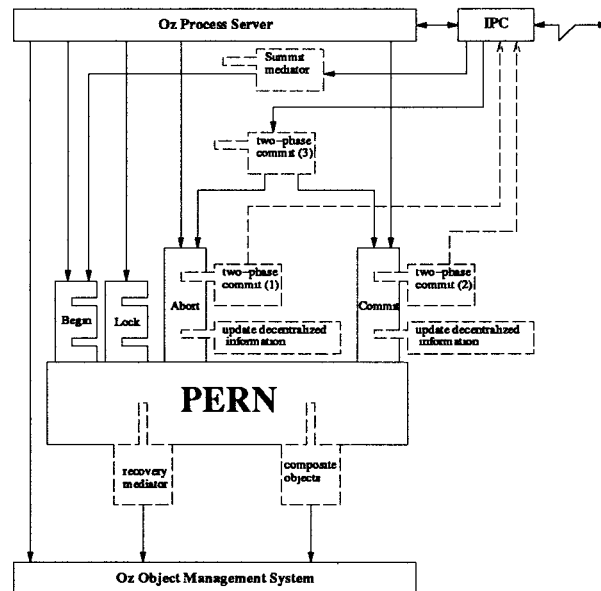 Oz Process Server
IPC
Summit
mediator
two-phase
commit (3)
two-phase
commit (1)
two-phase
commit (2)
Begin
Lock
Abort
Commit
update decentralized
information
update decentralized
information
PERN
recovery
mediator
composite
objects
Oz Object Management System